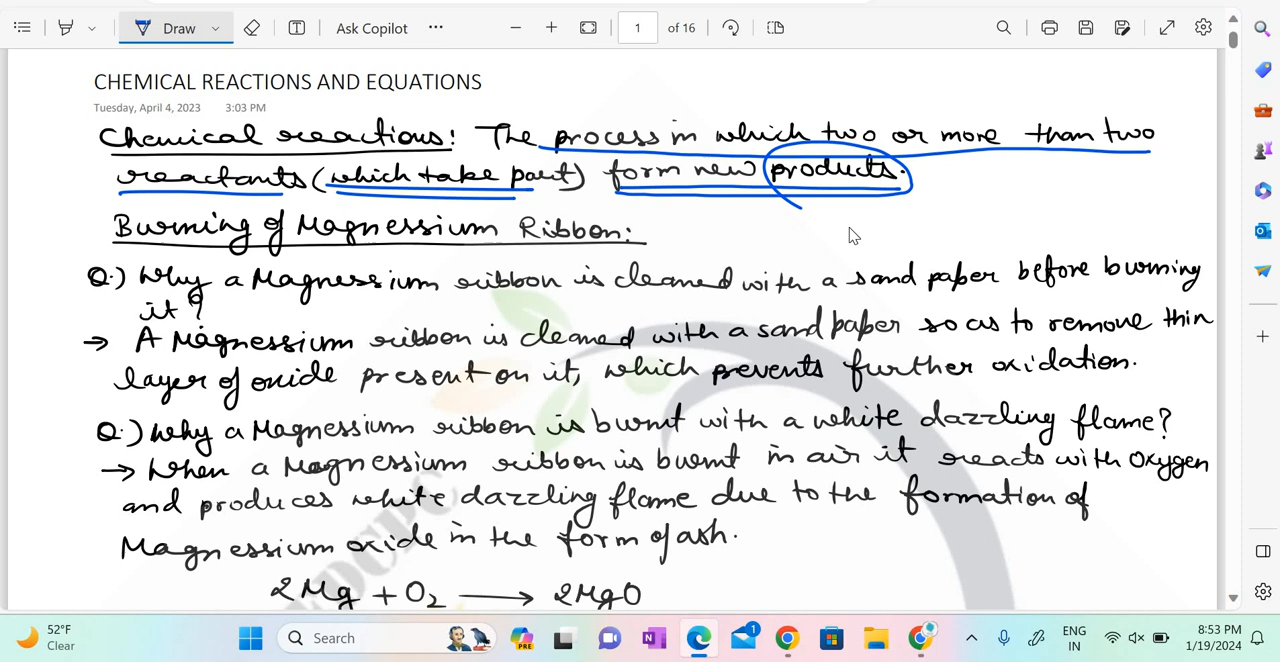 Draw
Ask Copilot
1 of 16
CHEMICAL REACTIONS AND EQUATIONS
Tuesday, April 4, 2023 3:03 PM
Chemical reactions: The process in which two or more than two
reactants (which take part) form new products.
Burning of Magnessium Ribbon:
Q.) Why a Magnessium ribbon is cleaned with a sand paper before burning
it?
→ A Magnessium ribbon is cleaned with a sand paper so as to remove thin
layer of oxide present on it, which prevents further oxidation.
Q.) Why a Magnessium ribbon is burnt with a white dazzling flame?
→ When a Magnessium ribbon is burnt in air it reacts with oxygen
and produces white dazzling flame due to the formation of
Magnessium oxide in the form of ash.
2Mg + O₂ → 2MgO
52°F
Clear
Search
PRE
1
ENG
IN
8:53 PM
1/19/2024